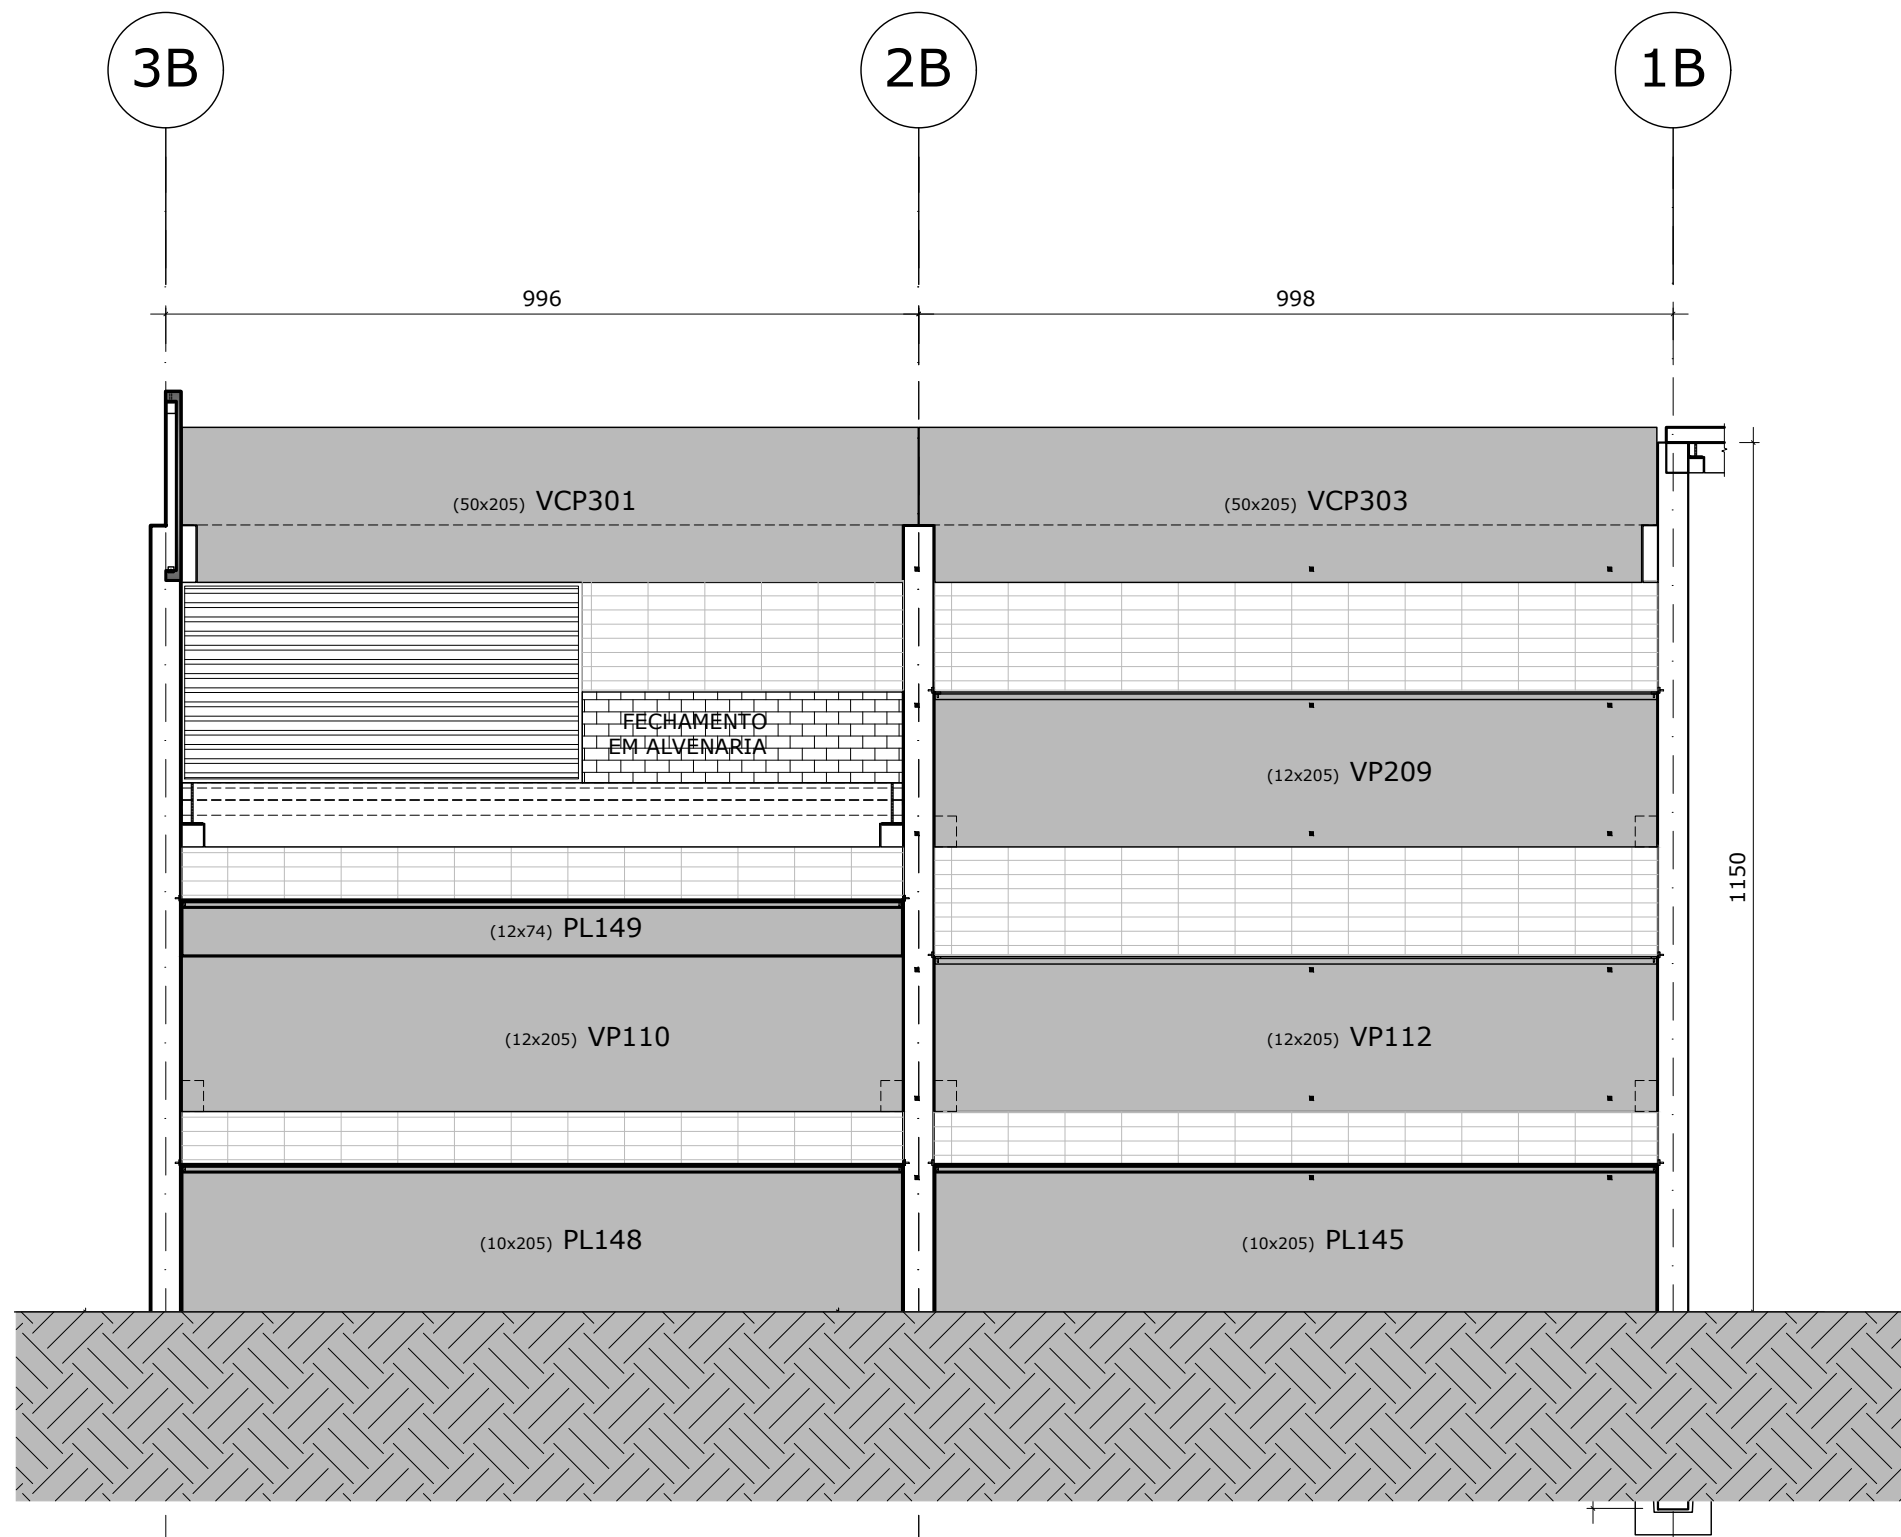 3B
2B
1B
996
998
(50x205) VCP301
(50x205) VCP303
FECHAMENTO
EM ALVENARIA
(12x205) VP209
1150
(12x74) PL149
(12x205) VP110
(12x205) VP112
(10x205) PL148
(10x205) PL145